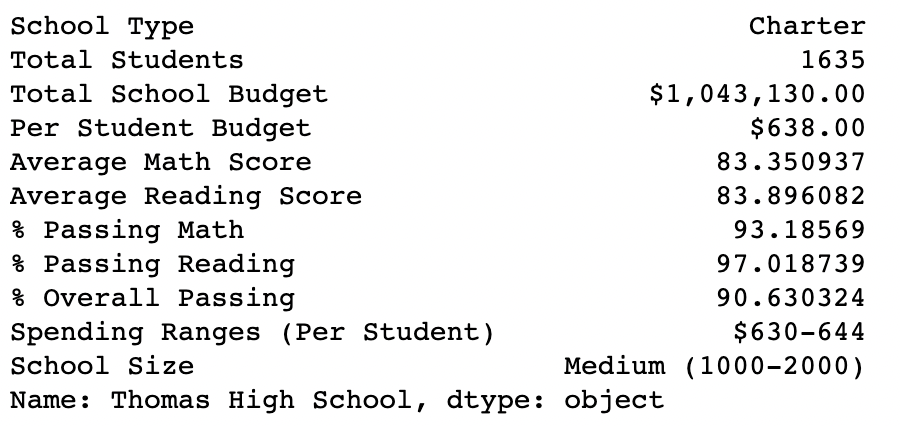 School Type Charter
Total Students 1635
Total School Budget $1,043,130.00
Per Student Budget $638.00
Average Math Score 83.350937
Average Reading Score 83.896082
% Passing Math 93.18569
% Passing Reading 97.018739
% Overall Passing 90.630324
Spending Ranges (Per Student) $630-644
School Size Medium (1000-2000)
Name: Thomas High School, dtype: object